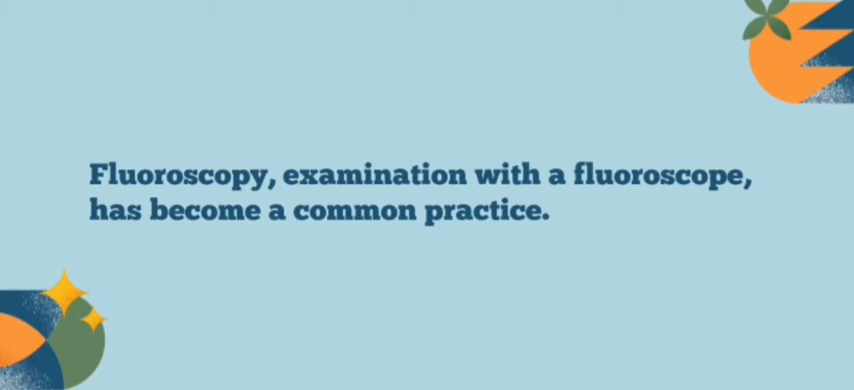 Fluoroscopy, examination with a fluoroscope,
has become a common practice.